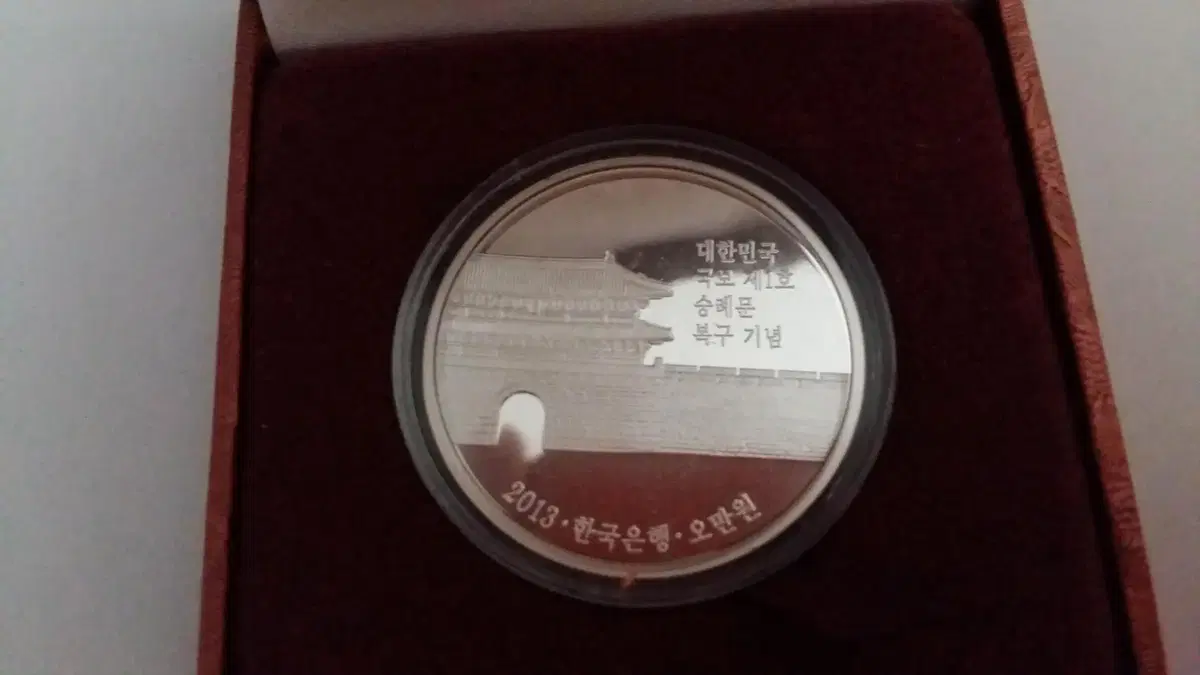 대한민국
국보 제1호
숭례문
복구 기념
2013·한국은행·오만원